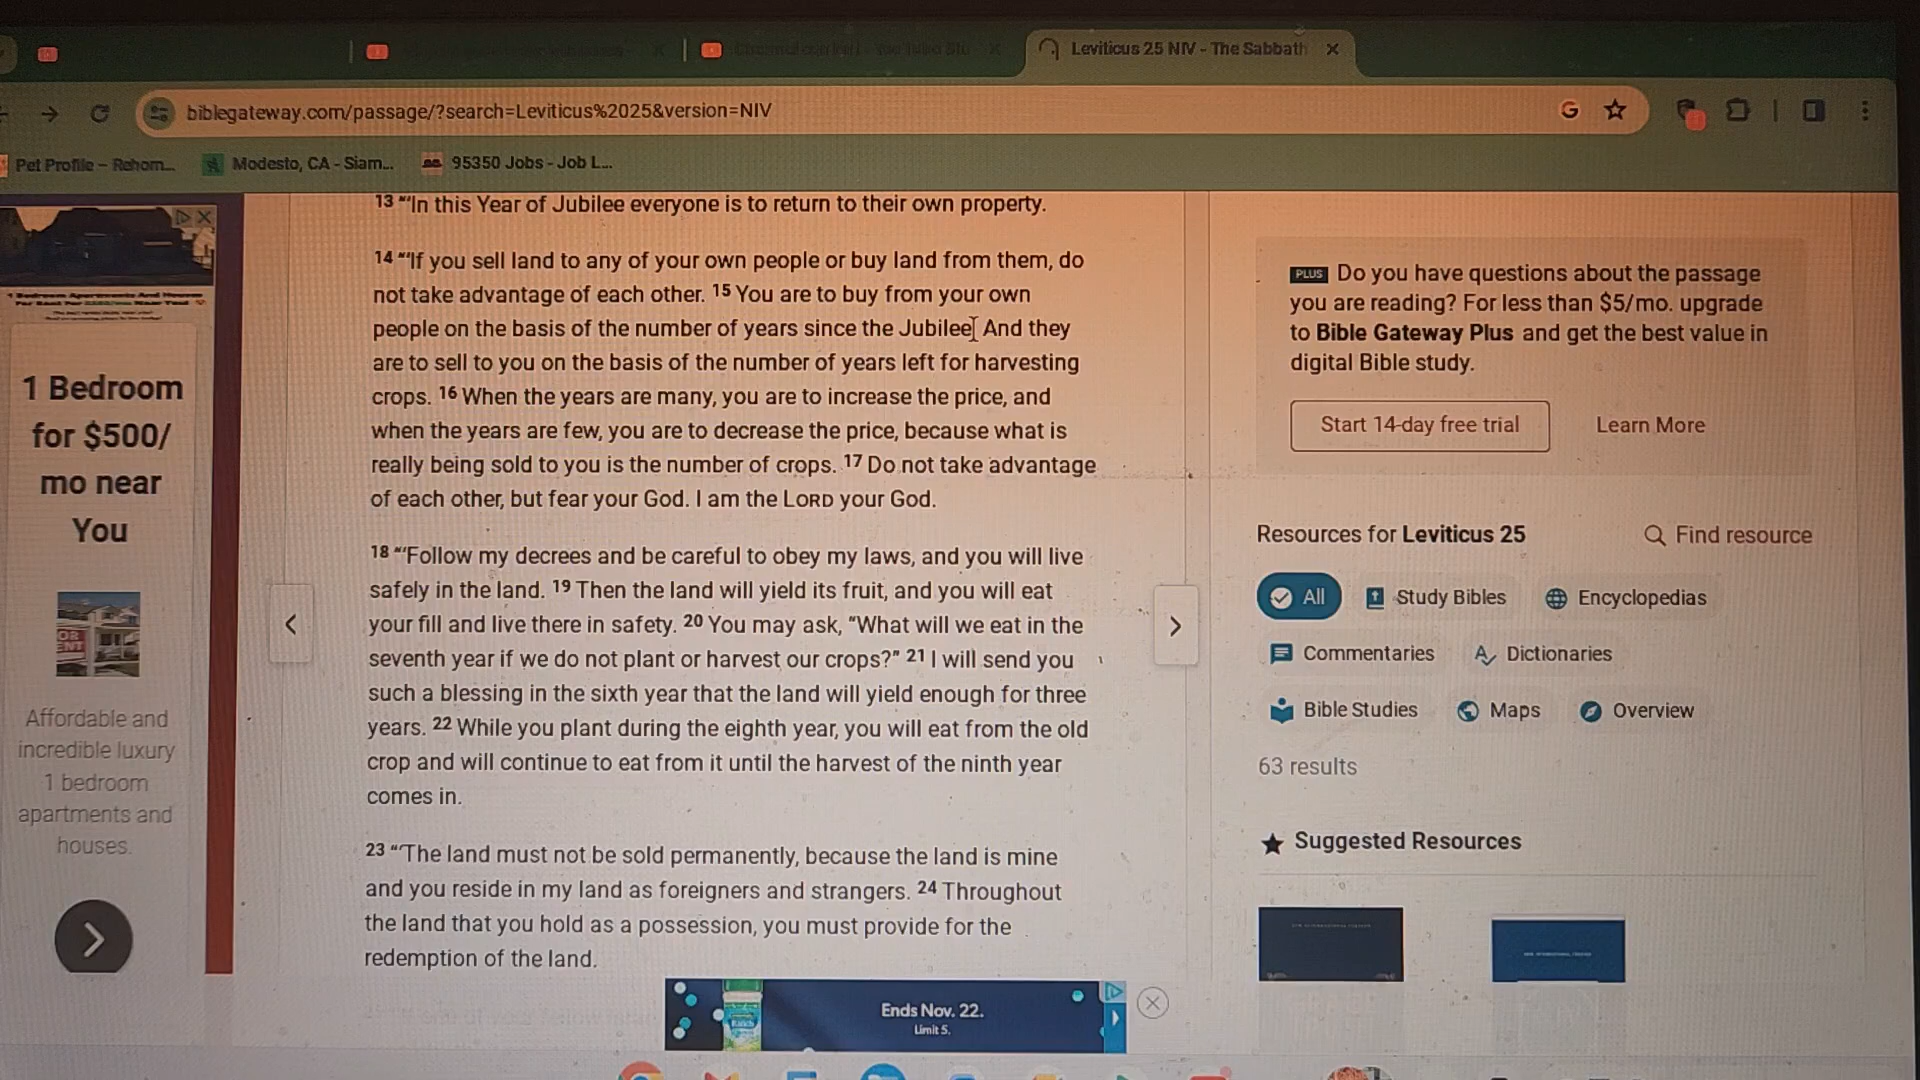 Leviticus 25 NIV - The Sabbath
biblegateway.com/passage/?search=Leviticus%2025&version=NIV
Pet Profile – Rehom...
Modesto, CA - Siam...
95350 Jobs - Job L...
13 “‘In this Year of Jubilee everyone is to return to their own property.
14 “‘If you sell land to any of your own people or buy land from them, do
not take advantage of each other. 15 You are to buy from your own
people on the basis of the number of years since the Jubilee. And they
are to sell to you on the basis of the number of years left for harvesting
crops. 16 When the years are many, you are to increase the price, and
when the years are few, you are to decrease the price, because what is
really being sold to you is the number of crops. 17 Do not take advantage
of each other, but fear your God. I am the LORD your God.
18 “‘Follow my decrees and be careful to obey my laws, and you will live
safely in the land. 19 Then the land will yield its fruit, and you will eat
your fill and live there in safety. 20 You may ask, “What will we eat in the
seventh year if we do not plant or harvest our crops?” 21 I will send you
such a blessing in the sixth year that the land will yield enough for three
years. 22 While you plant during the eighth year, you will eat from the old
crop and will continue to eat from it until the harvest of the ninth year
comes in.
23 “‘The land must not be sold permanently, because the land is mine
and you reside in my land as foreigners and strangers. 24 Throughout
the land that you hold as a possession, you must provide for the
redemption of the land.
1 Bedroom
for $500/
mo near
You
Affordable and
incredible luxury
1 bedroom
apartments and
houses.
PLUS Do you have questions about the passage
you are reading? For less than $5/mo. upgrade
to Bible Gateway Plus and get the best value in
digital Bible study.
Start 14-day free trial
Learn More
Resources for Leviticus 25
Find resource
All
Study Bibles
Encyclopedias
Commentaries
Dictionaries
Bible Studies
Maps
Overview
63 results
Suggested Resources
Ends Nov. 22.
Limit 5.